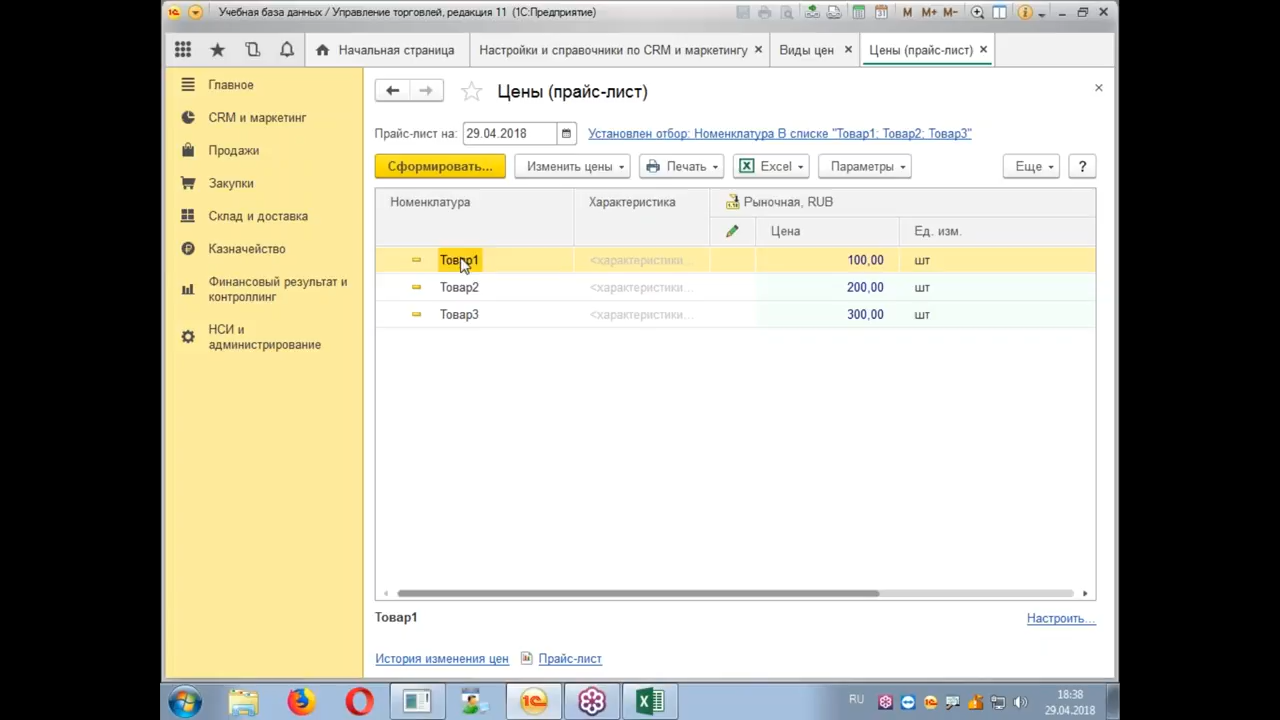 Учебная база данных / Управление торговлей, редакция 11 (1С:Предприятие)
M M+ M-
Начальная страница
Настройки и справочники по CRM и маркетингу
Виды цен
Цены (прайс-лист)
Главное
CRM и маркетинг
Продажи
Закупки
Склад и доставка
Казначейство
Финансовый результат и
контроллинг
НСИ и
администрирование
Цены (прайс-лист)
Прайс-лист на: 29.04.2018 Установлен отбор: Номенклатура В списке "Товар1; Товар2; Товар3"
Сформировать... Изменить цены Печать Excel Параметры Еще ?
Номенклатура Характеристика Рыночная, RUB
Цена Ед. изм.
Товар1 <характеристики... 100,00 шт
Товар2 <характеристики... 200,00 шт
Товар3 <характеристики... 300,00 шт
Товар1
Настроить...
История изменения цен Прайс-лист
RU 18:38
29.04.2018